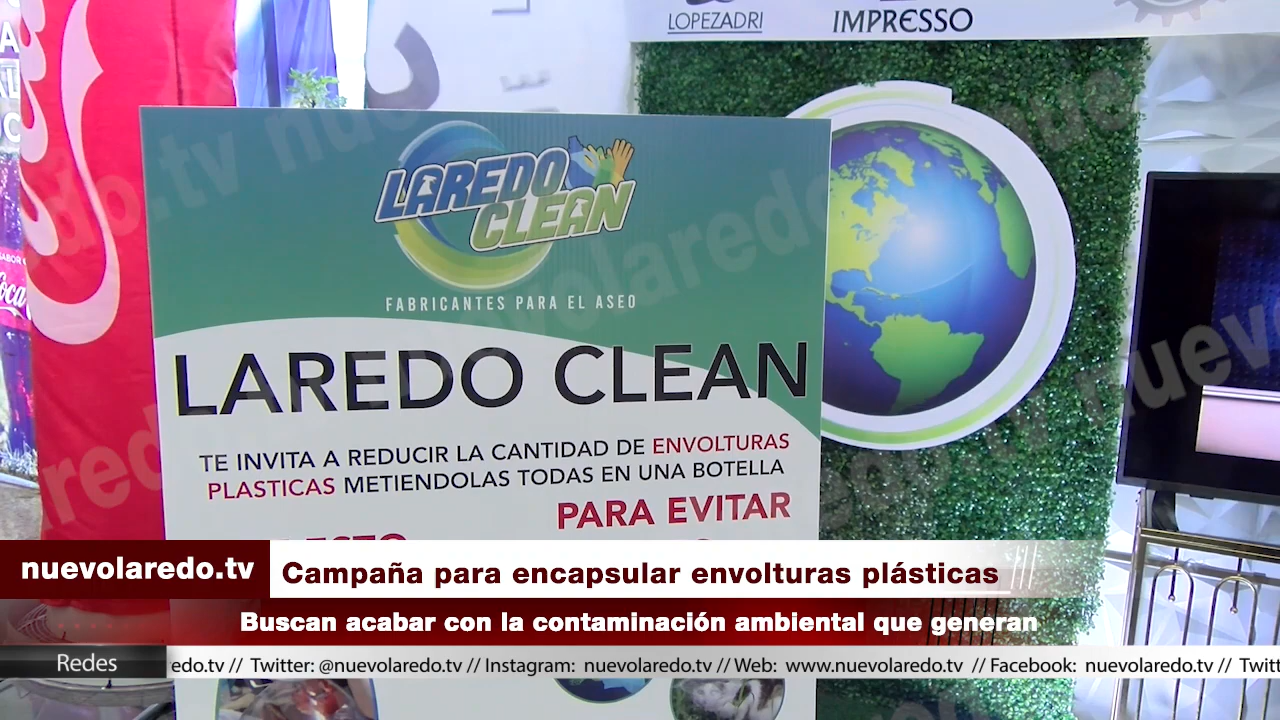 LOPEZADRI
IMPRESSO
LAREDO
CLEAN
FABRICANTES PARA EL ASEO
LAREDO CLEAN
TE INVITA A REDUCIR LA CANTIDAD DE ENVOLTURAS
PLASTICAS METIENDOLAS TODAS EN UNA BOTELLA
PARA EVITAR
ESTO
nuevolaredo.tv
Campaña para encapsular envolturas plásticas
Buscan acabar con la contaminación ambiental que generan
Redes
edo.tv // Twitter: @nuevolaredo.tv // Instagram: nuevolaredo.tv // Web: www.nuevolaredo.tv // Facebook: nuevolaredo.tv // Twitt